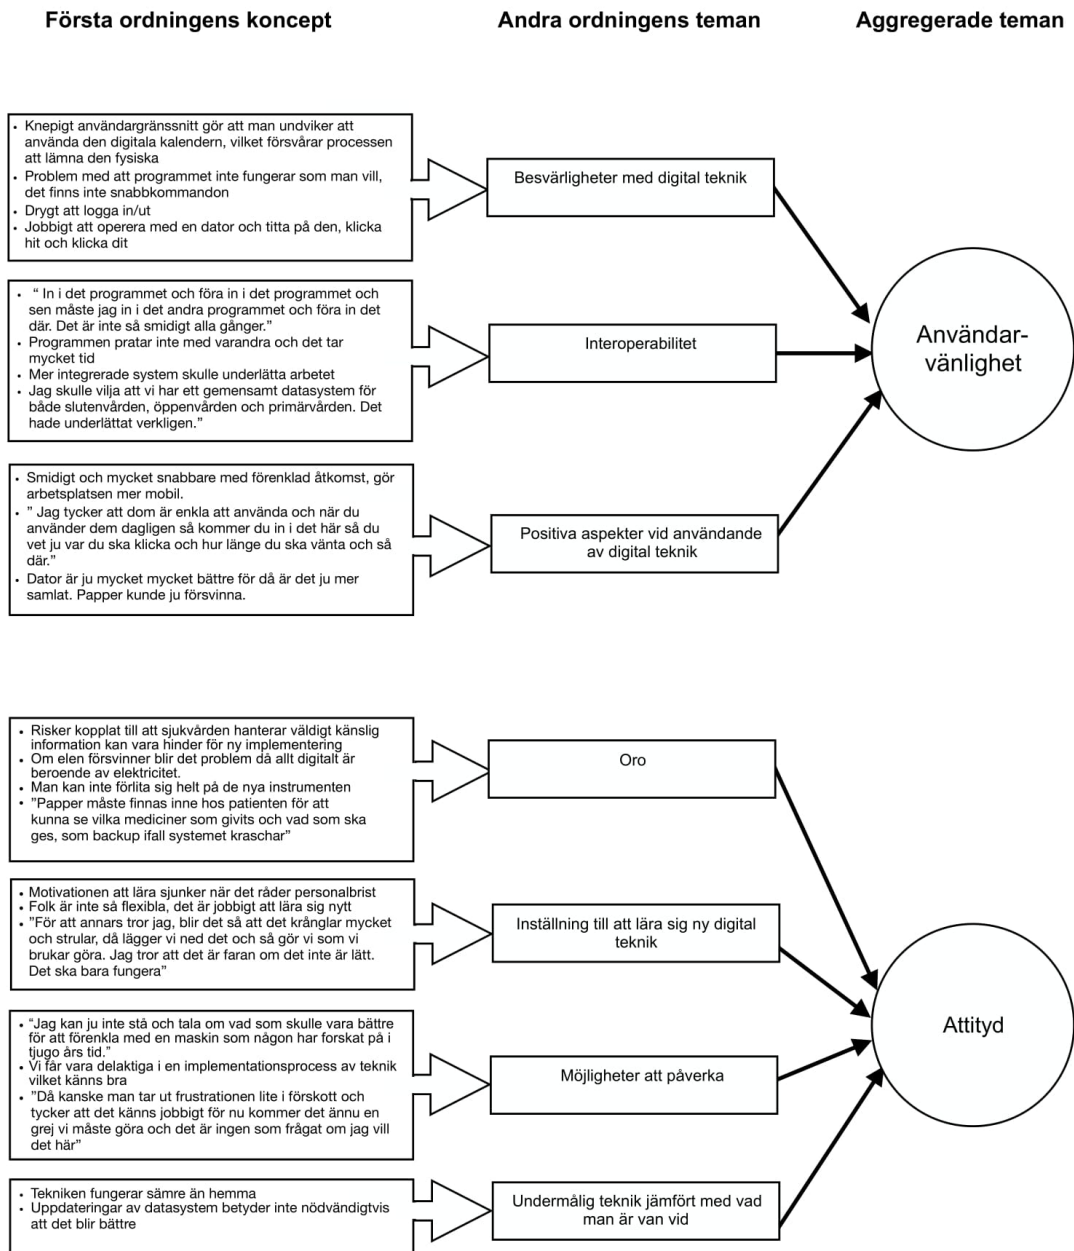 Första ordningens koncept
Andra ordningens teman
Aggregerade teman
• Knepigt användargränssnitt gör att man undviker att
använda den digitala kalendern, vilket försvårar processen
att lämna den fysiska
• Problem med att programmet inte fungerar som man vill,
det finns inte snabbkommandon
• Drygt att logga in/ut
• Jobbigt att operera med en dator och titta på den, klicka
hit och klicka dit
Besvärligheter med digital teknik
• “ In i det programmet och föra in i det programmet och
sen måste jag in i det andra programmet och föra in det
där. Det är inte så smidigt alla gånger.”
• Programmen pratar inte med varandra och det tar
mycket tid
• Mer integrerade system skulle underlätta arbetet
• Jag skulle vilja att vi har ett gemensamt datasystem för
både slutenvården, öppenvården och primärvården. Det
hade underlättat verkligen.”
Interoperabilitet
Användar-
vänlighet
• Smidigt och mycket snabbare med förenklad åtkomst, gör
arbetsplatsen mer mobil.
• ” Jag tycker att dom är enkla att använda och när du
använder dem dagligen så kommer du in i det här så du
vet ju var du ska klicka och hur länge du ska vänta och så
där.”
• Dator är ju mycket mycket bättre för då är det ju mer
samlat. Papper kunde ju försvinna.
Positiva aspekter vid användande
av digital teknik
• Risker kopplat till att sjukvården hanterar väldigt känslig
information kan vara hinder för ny implementering
• Om elen försvinner blir det problem då allt digitalt är
beroende av elektricitet.
• Man kan inte förlita sig helt på de nya instrumenten
• ”Papper måste finnas inne hos patienten för att
kunna se vilka mediciner som givits och vad som ska
ges, som backup ifall systemet kraschar”
Oro
• Motivationen att lära sjunker när det råder personalbrist
• Folk är inte så flexibla, det är jobbigt att lära sig nytt
• ”För att annars tror jag, blir det så att det krånglar mycket
och strular, då lägger vi ned det och så gör vi som vi
brukar göra. Jag tror att det är faran om det inte är lätt.
Det ska bara fungera”
Inställning till att lära sig ny digital
teknik
Attityd
• “Jag kan ju inte stå och tala om vad som skulle vara bättre
för att förenkla med en maskin som någon har forskat på i
tjugo års tid.”
• Vi får vara delaktiga i en implementationsprocess av teknik
vilket känns bra
• ”Då kanske man tar ut frustrationen lite i förskott och
tycker att det känns jobbigt för nu kommer det ännu en
grej vi måste göra och det är ingen som frågat om jag vill
det här”
Möjligheter att påverka
• Tekniken fungerar sämre än hemma
• Uppdateringar av datasystem betyder inte nödvändigtvis
att det blir bättre
Undermålig teknik jämfört med vad
man är van vid